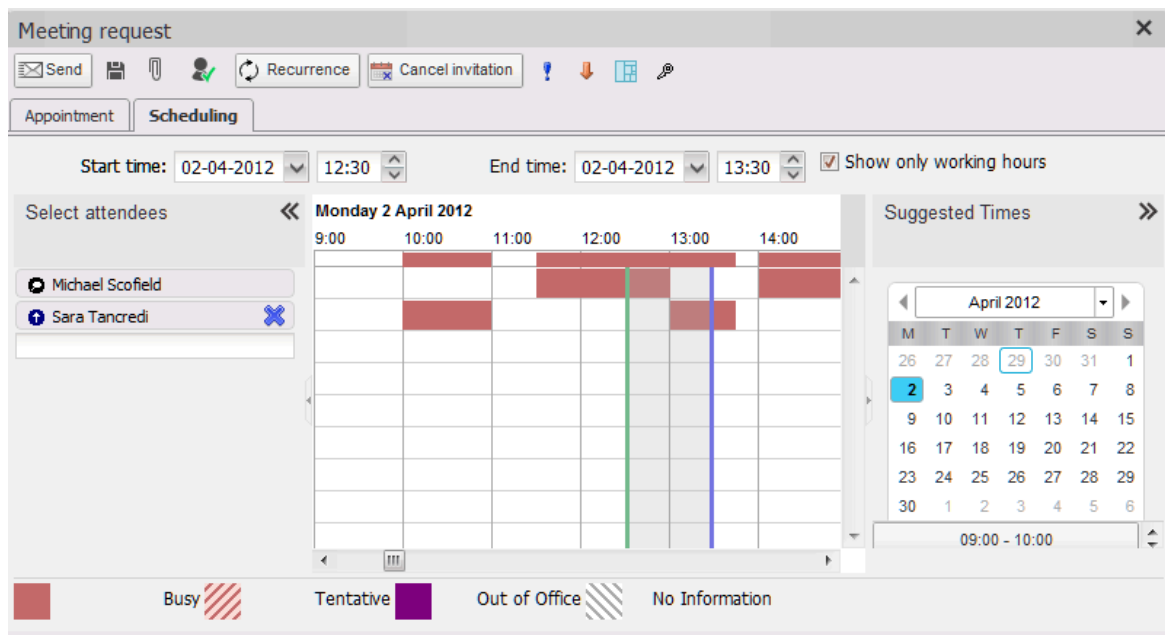 Meeting request
Send Recurrence Cancel invitation
Appointment Scheduling
Start time: 02-04-2012 12:30 End time: 02-04-2012 13:30 Show only working hours
Select attendees
Monday 2 April 2012
9:00 10:00 11:00 12:00 13:00 14:00
Michael Scofield
Sara Tancredi
Suggested Times
April 2012
M T W T F S S
26 27 28 29 30 31 1
2 3 4 5 6 7 8
9 10 11 12 13 14 15
16 17 18 19 20 21 22
23 24 25 26 27 28 29
30 1 2 3 4 5 6
09:00 - 10:00
Busy Tentative Out of Office No Information